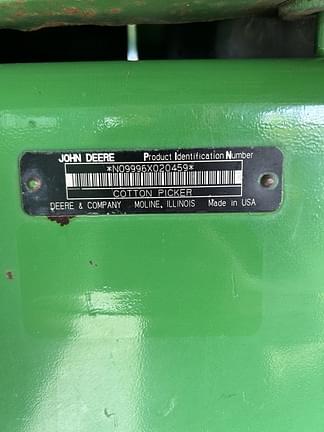 JOHN DEERE Product Identification Number
*N09996X020459*
COTTON PICKER
DEERE & COMPANY MOLINE, ILLINOIS Made in USA